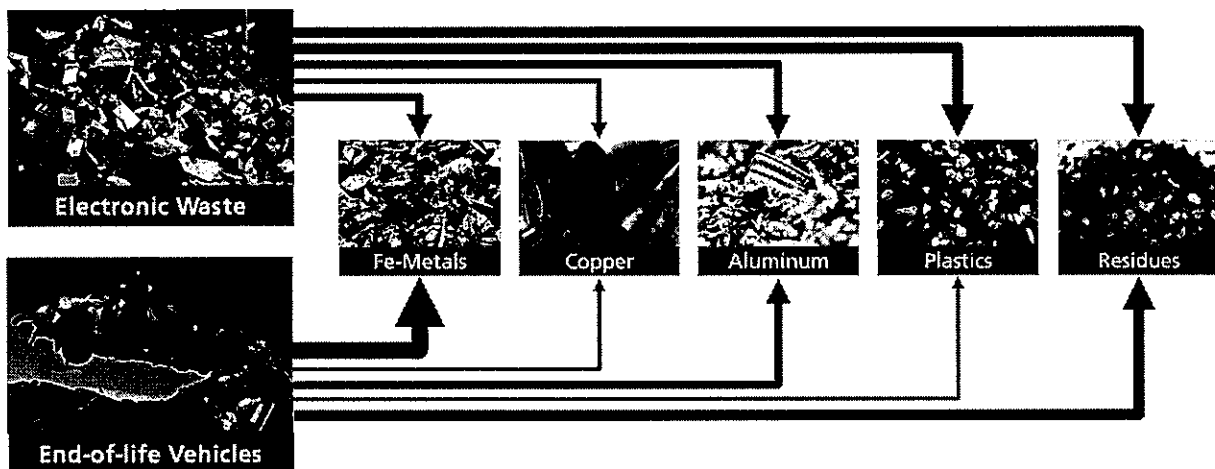 Electronic Waste
Fe-Metals
Copper
Aluminum
Plastics
Residues
End-of-life Vehicles